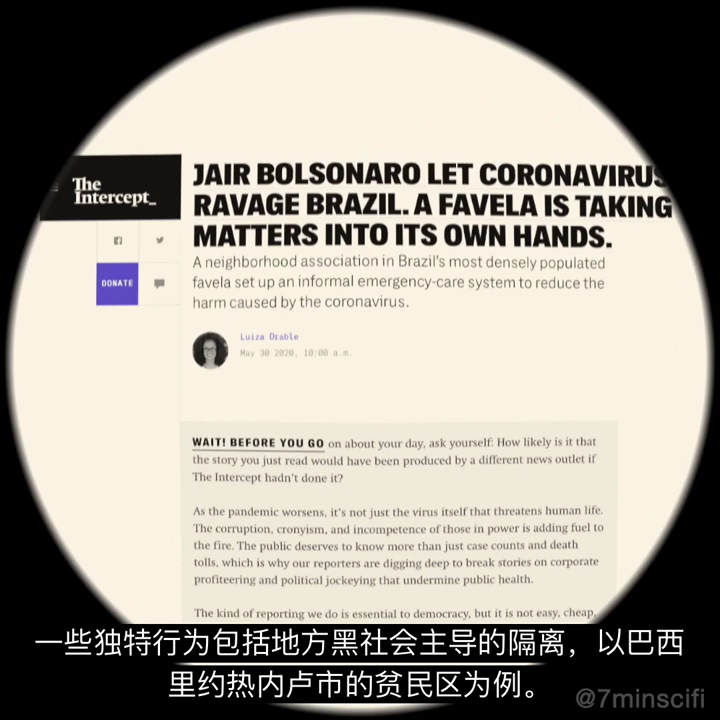 The
Intercept_
JAIR BOLSONARO LET CORONAVIRUS
RAVAGE BRAZIL. A FAVELA IS TAKING
MATTERS INTO ITS OWN HANDS.
A neighborhood association in Brazil's most densely populated
favela set up an informal emergency-care system to reduce the
harm caused by the coronavirus.
DONATE
Luiza Drable
May 30 2020, 10:00 a.m.
WAIT! BEFORE YOU GO on about your day, ask yourself: How likely is it that
the story you just read would have been produced by a different news outlet if
The Intercept hadn't done it?
As the pandemic worsens, it's not just the virus itself that threatens human life.
The corruption, cronyism, and incompetence of those in power is adding fuel to
the fire. The public deserves to know more than just case counts and death
tolls, which is why our reporters are digging deep to break stories on corporate
profiteering and political jockeying that undermine public health.
The kind of reporting we do is essential to democracy, but it is not easy, cheap,
一些独特行为包括地方黑社会主导的隔离，以巴西
里约热内卢市的贫民区为例。
@7minscifi